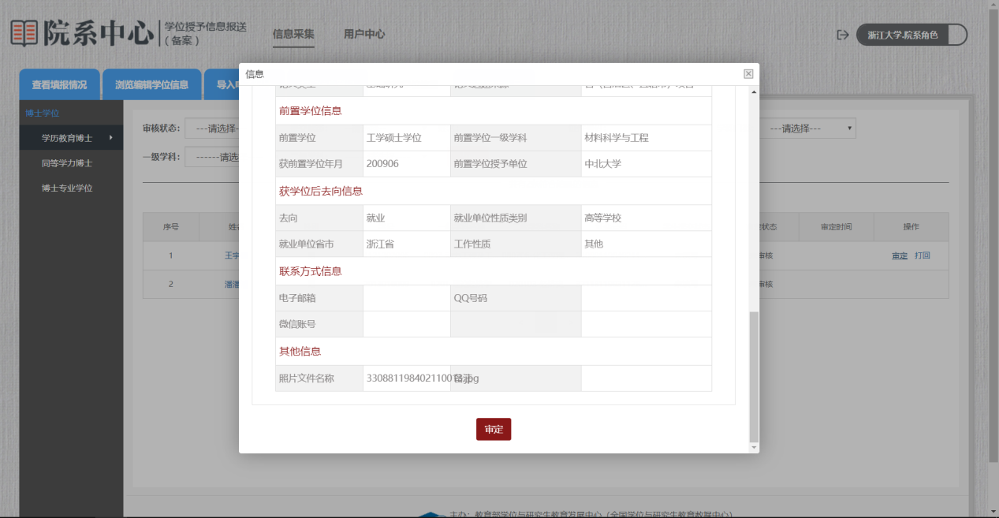 院系中心 学位授予信息报送
（备案）
信息采集 用户中心
浙江大学.院系角色
查看填报情况 浏览编辑学位信息 导入
博士学位
学历教育博士
同等学力博士
博士专业学位
审核状态： ---请选择-
---请选择---
一级学科： ------请选
序号 状态 审定时间 操作
1 王宇 审核 审定 打回
2 潘潘 审核
信息
前置学位信息
前置学位 工学硕士学位 前置学位一级学科 材料科学与工程
获前置学位年月 200906 前置学位授予单位 中北大学
获学位后去向信息
去向 就业 就业单位性质类别 高等学校
就业单位省市 浙江省 工作性质 其他
联系方式信息
电子邮箱 QQ号码
微信账号
其他信息
照片文件名称 330881198402110013.jpg 备注
审定
主办：教育部学位与研究生教育发展中心（全国学位与研究生教育数据中心）